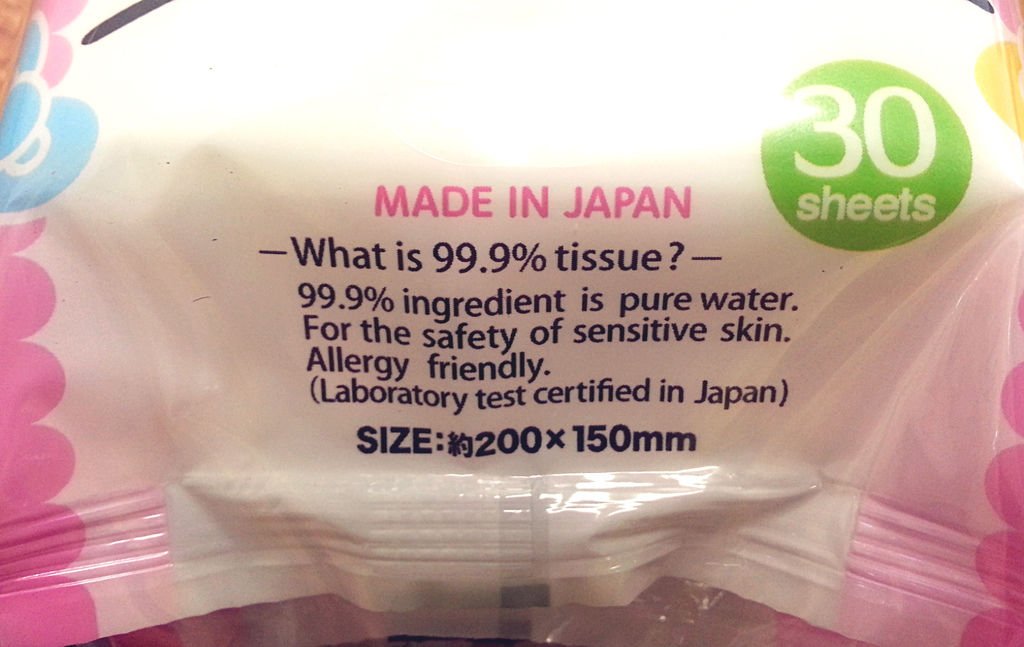 30
sheets
MADE IN JAPAN
—What is 99.9% tissue?—
99.9% ingredient is pure water.
For the safety of sensitive skin.
Allergy friendly.
(Laboratory test certified in Japan)
SIZE:約200×150mm